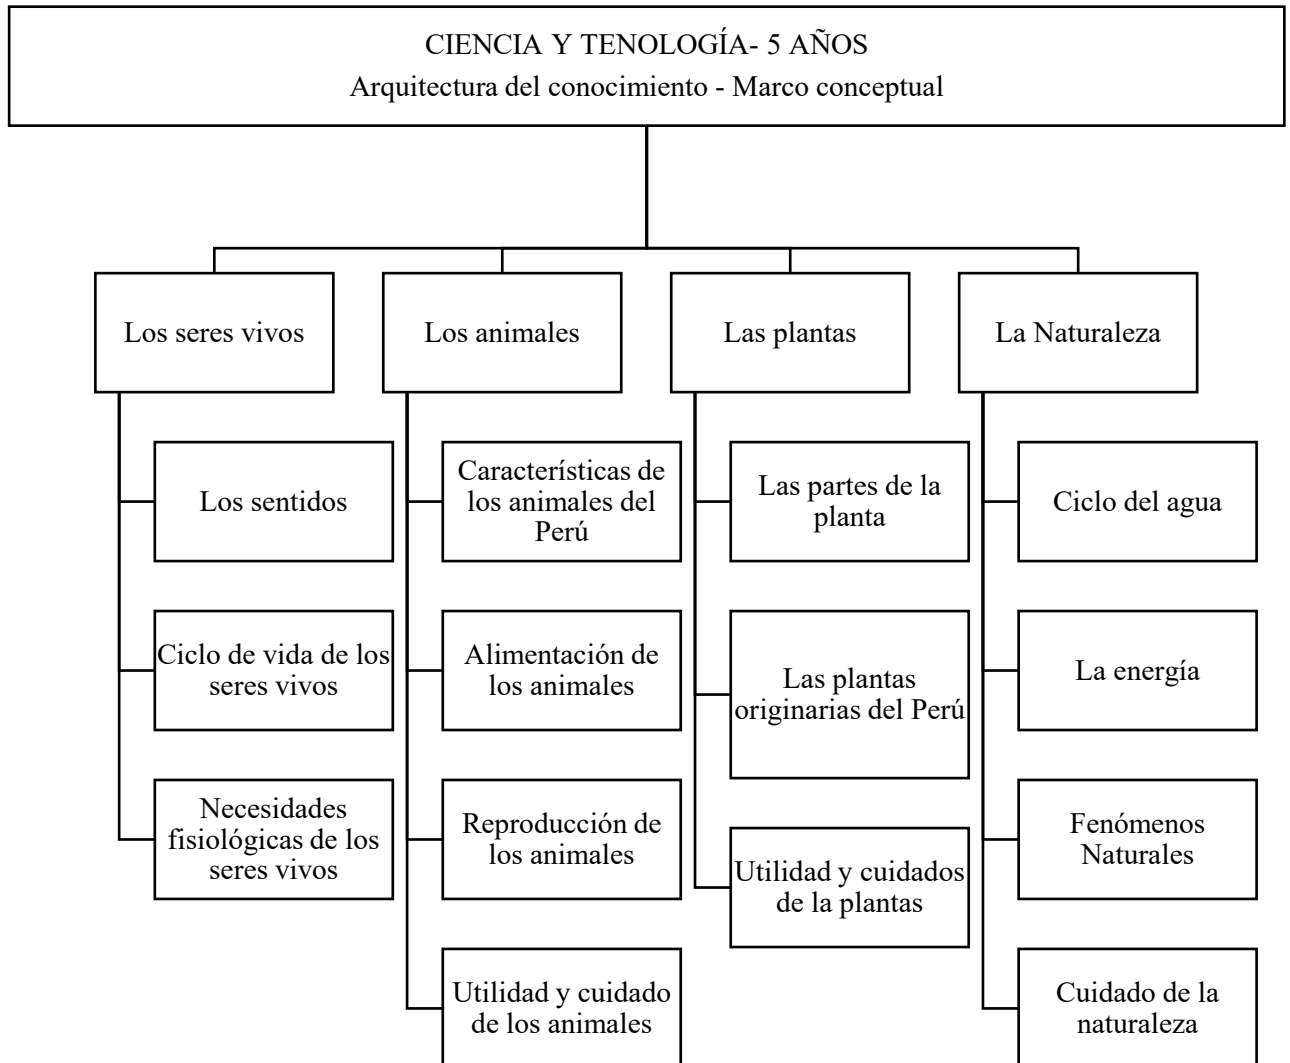 CIENCIA Y TENOLOGÍA- 5 AÑOS
Arquitectura del conocimiento - Marco conceptual
Los seres vivos
Los sentidos
Ciclo de vida de los
seres vivos
Necesidades
fisiológicas de los
seres vivos
Los animales
Características de
los animales del
Perú
Alimentación de
los animales
Reproducción de
los animales
Utilidad y cuidado
de los animales
Las plantas
Las partes de la
planta
Las plantas
originarias del Perú
Utilidad y cuidados
de la plantas
La Naturaleza
Ciclo del agua
La energía
Fenómenos
Naturales
Cuidado de la
naturaleza